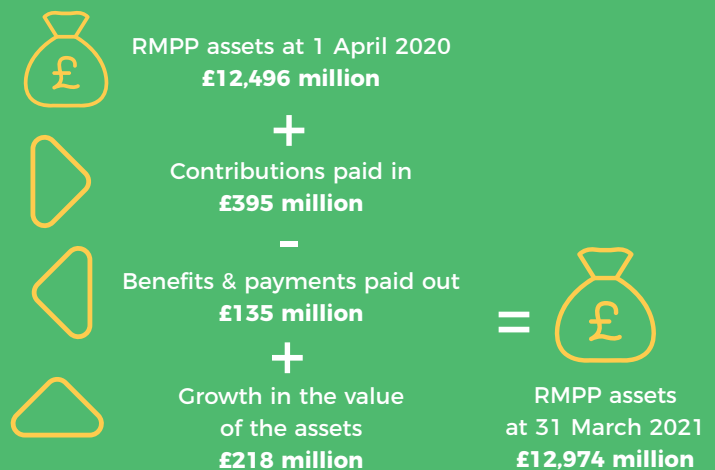 £
RMPP assets at 1 April 2020
£12,496 million
+
Contributions paid in
£395 million
-
Benefits & payments paid out
£135 million
+
Growth in the value
of the assets
£218 million
=
£
RMPP assets
at 31 March 2021
£12,974 million